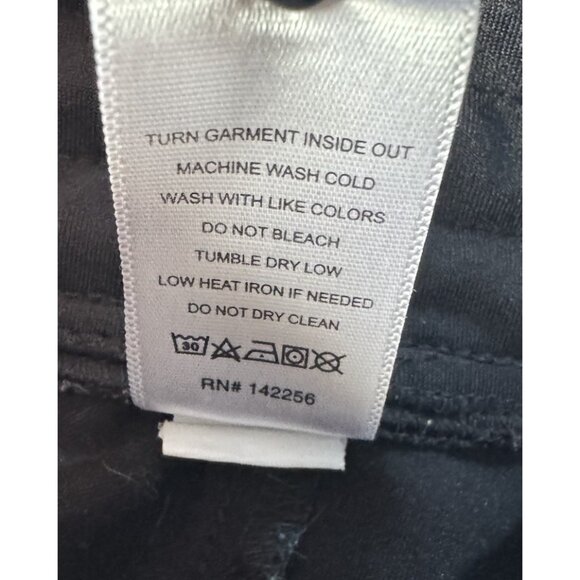 TURN GARMENT INSIDE OUT
MACHINE WASH COLD
WASH WITH LIKE COLORS
DO NOT BLEACH
TUMBLE DRY LOW
LOW HEAT IRON IF NEEDED
DO NOT DRY CLEAN
30
RN# 142256